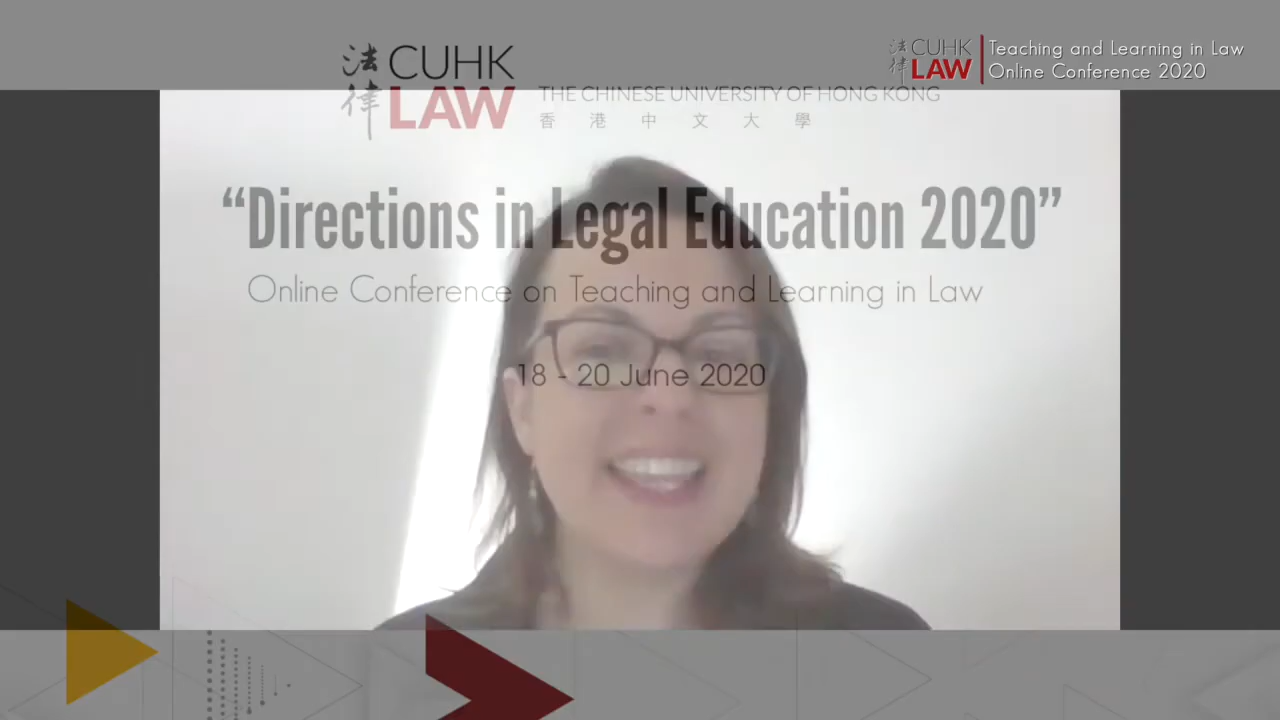 法律 CUHK LAW
THE CHINESE UNIVERSITY OF HONG KONG
香港中文大學
法律 CUHK LAW
Teaching and Learning in Law
Online Conference 2020
“Directions in Legal Education 2020”
Online Conference on Teaching and Learning in Law
18 - 20 June 2020